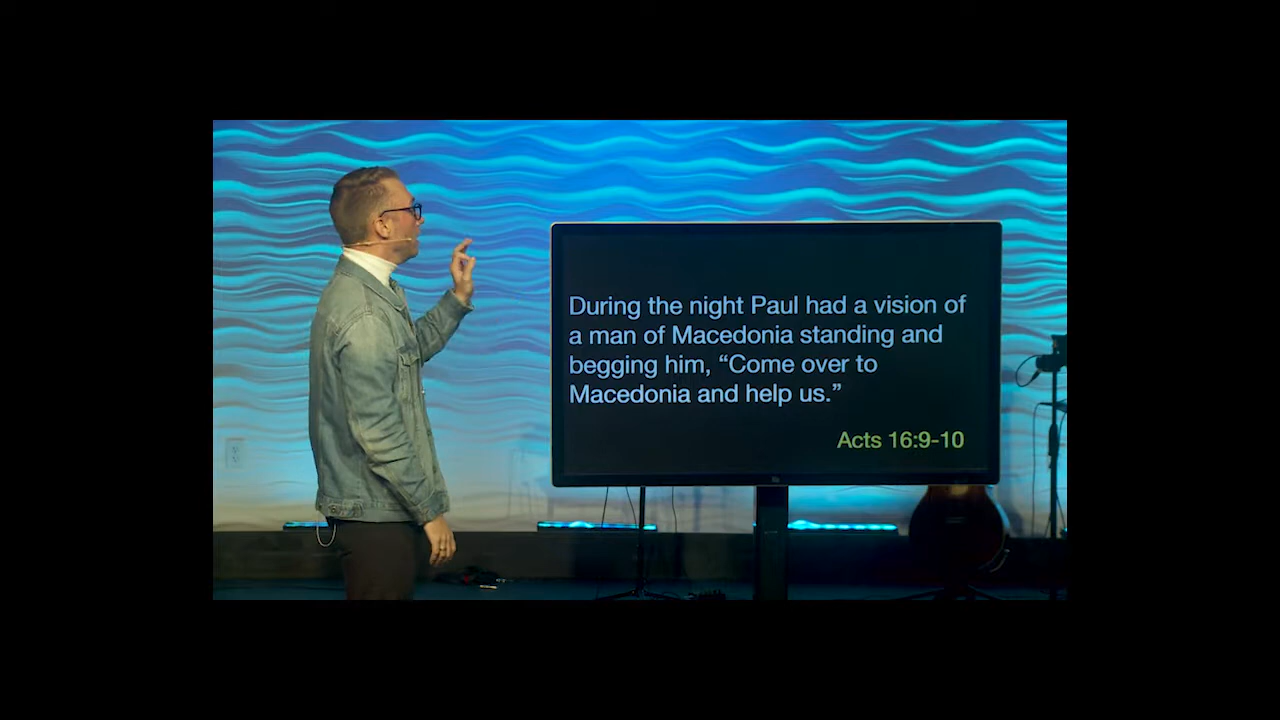 During the night Paul had a vision of
a man of Macedonia standing and
begging him, “Come over to
Macedonia and help us.”
Acts 16:9-10